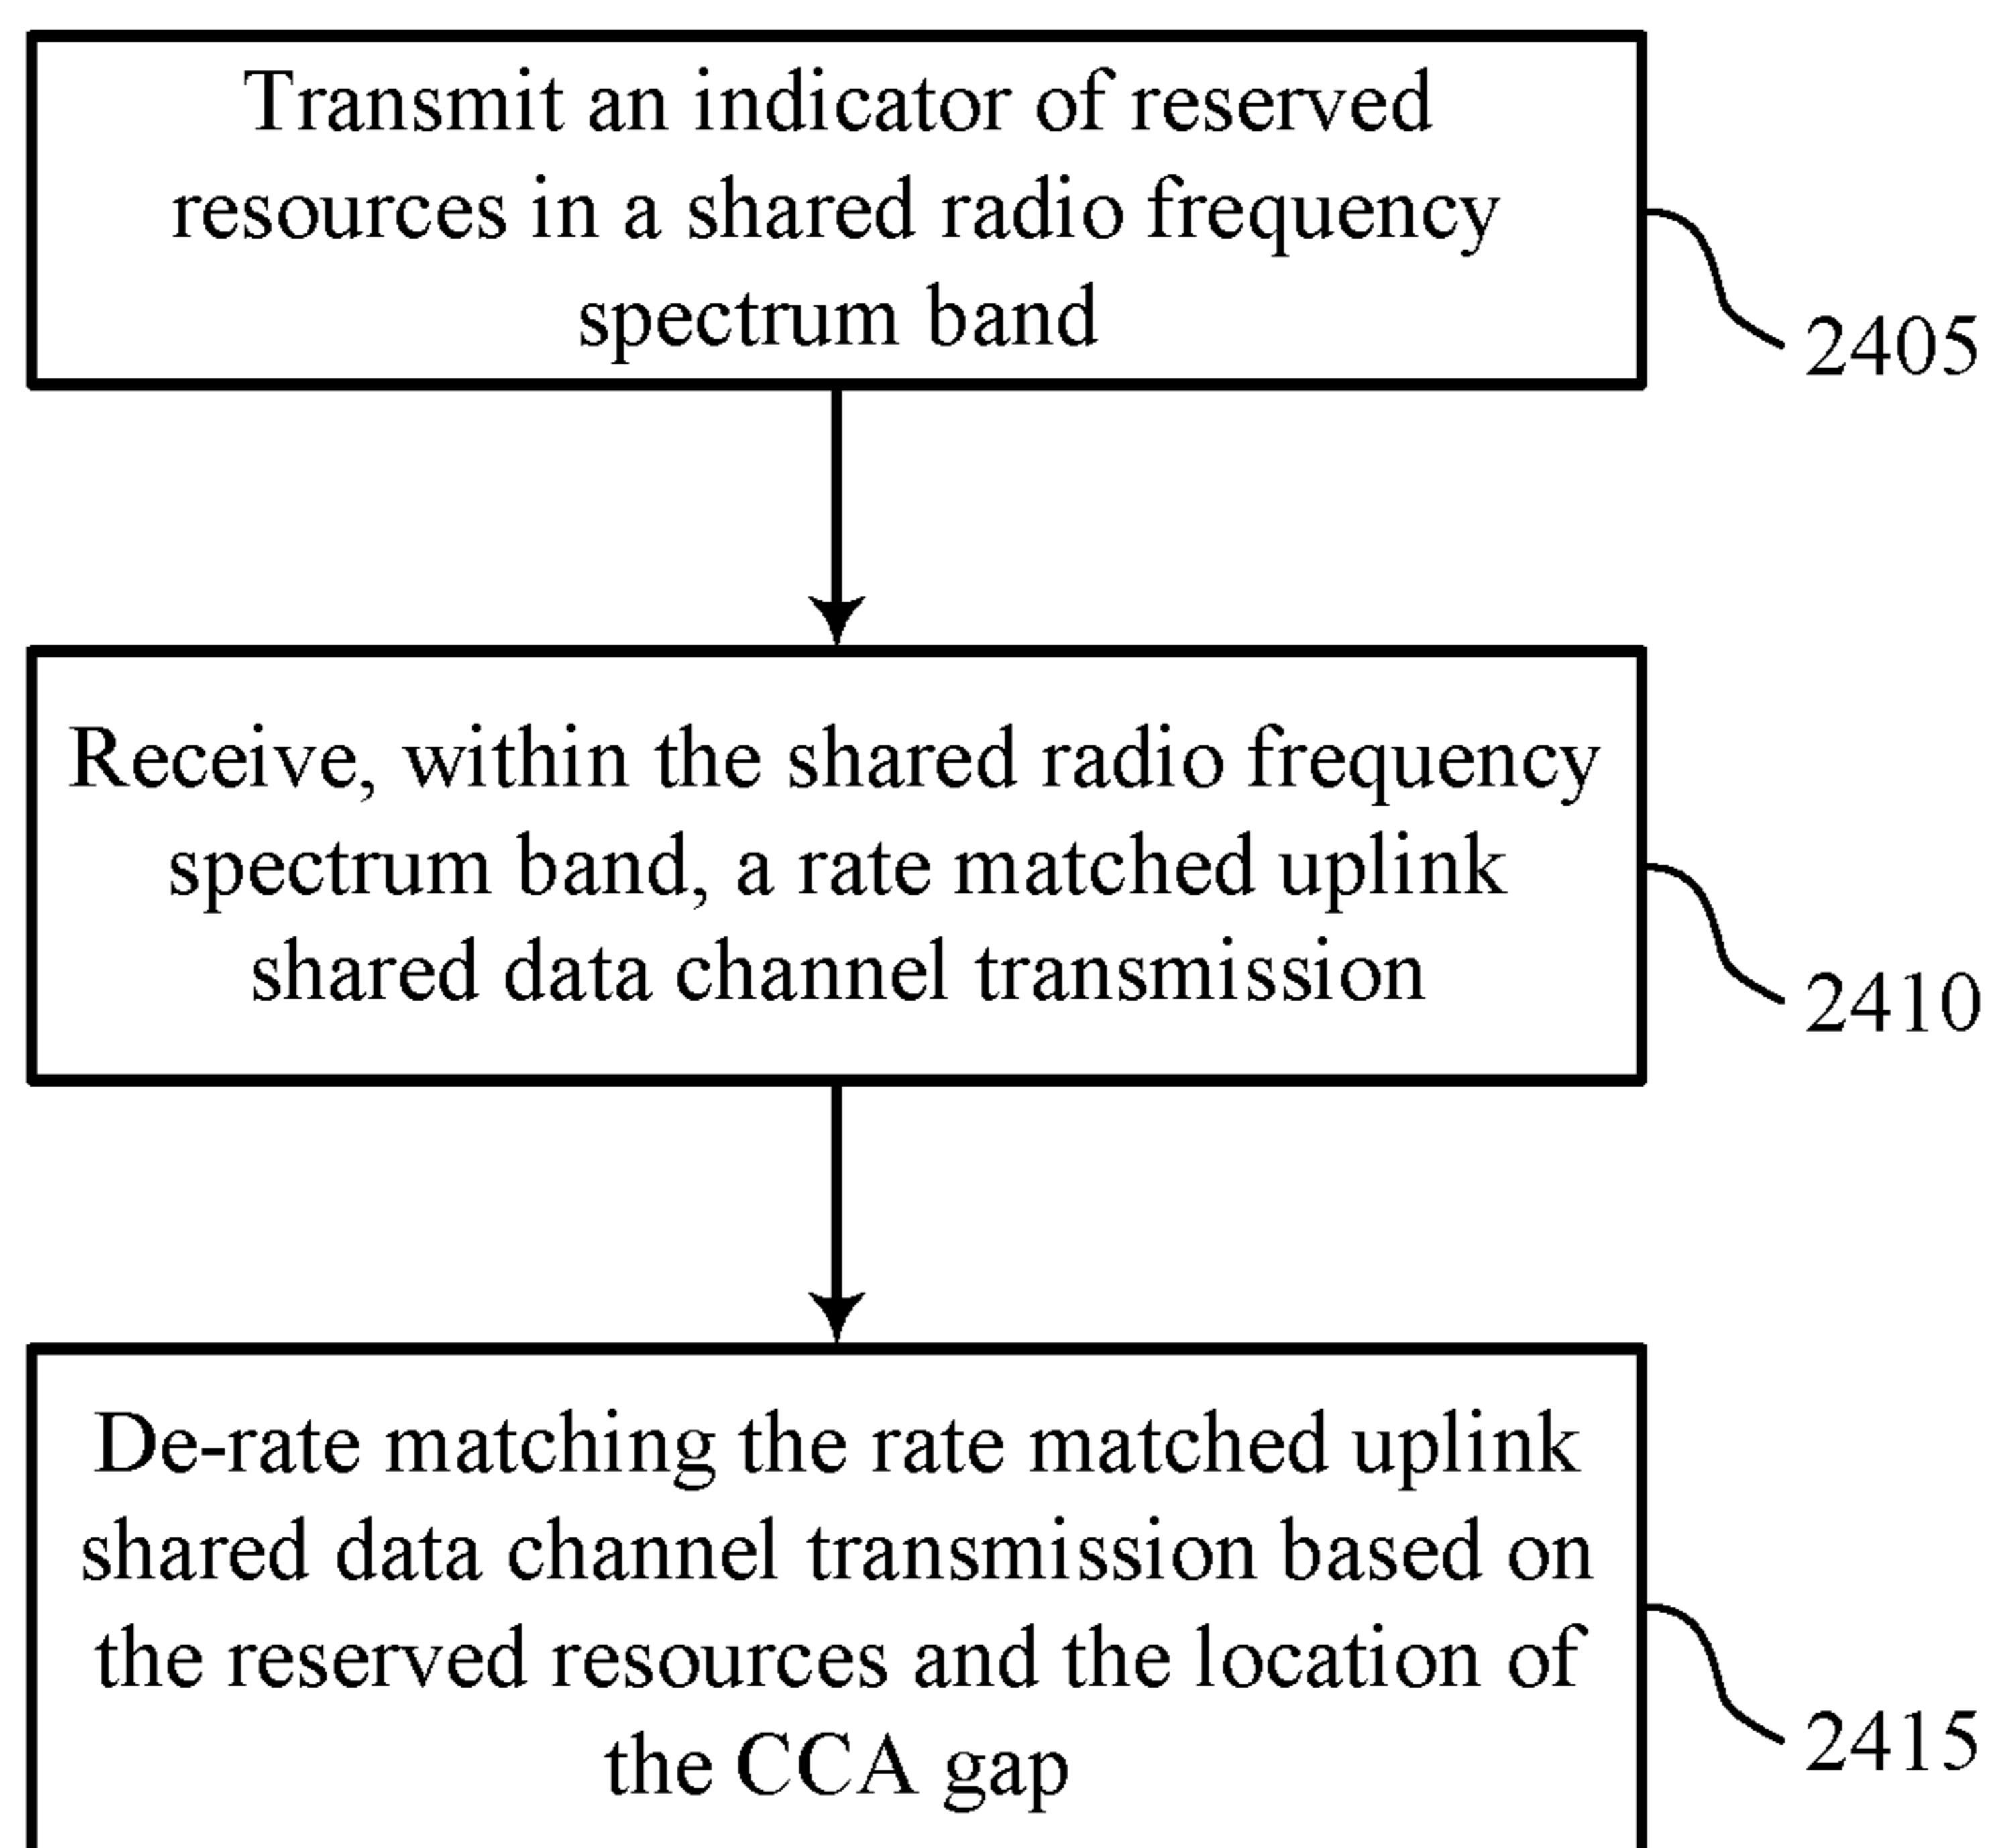 Transmit an indicator of reserved
resources in a shared radio frequency
spectrum band
2405
Receive, within the shared radio frequency
spectrum band, a rate matched uplink
shared data channel transmission
2410
De-rate matching the rate matched uplink
shared data channel transmission based on
the reserved resources and the location of
the CCA gap
2415